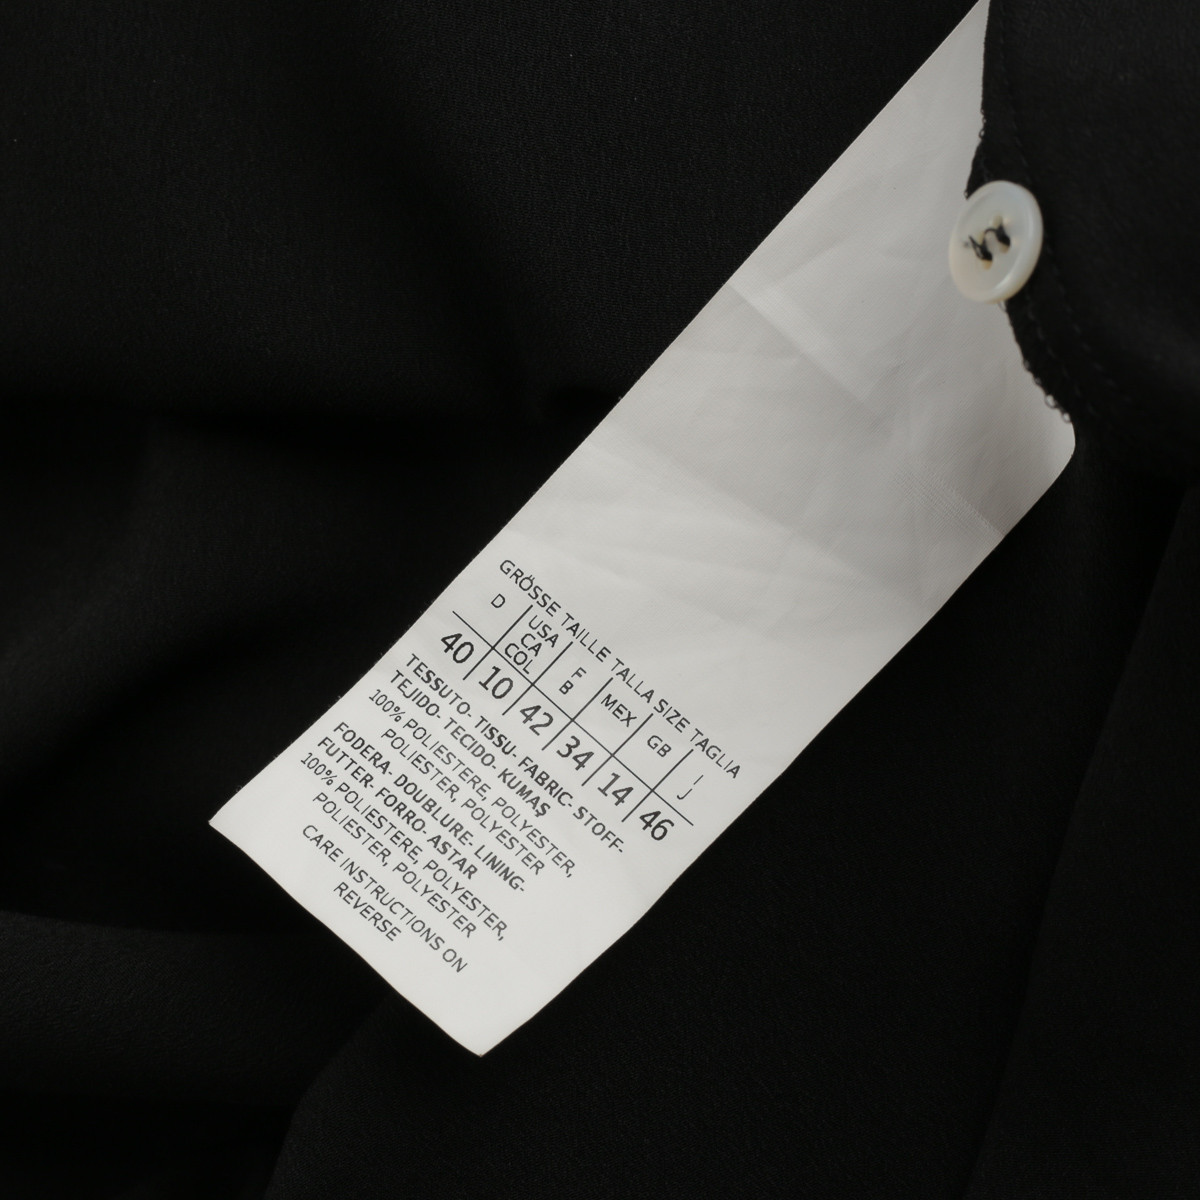 GRÖSSE TAILLE TALLA SIZE TAGLIA
D USA CA COL F B MEX GB I J
40 10 42 34 14 46
TESSUTO- TISSU- FABRIC- STOFF-
TEJIDO- TECIDO- KUMAŞ
100% POLIESTERE, POLYESTER,
POLIESTER, POLYESTER
FODERA- DOUBLURE- LINING-
FUTTER- FORRO- ASTAR
100% POLIESTERE, POLYESTER,
POLIESTER, POLYESTER
CARE INSTRUCTIONS ON
REVERSE